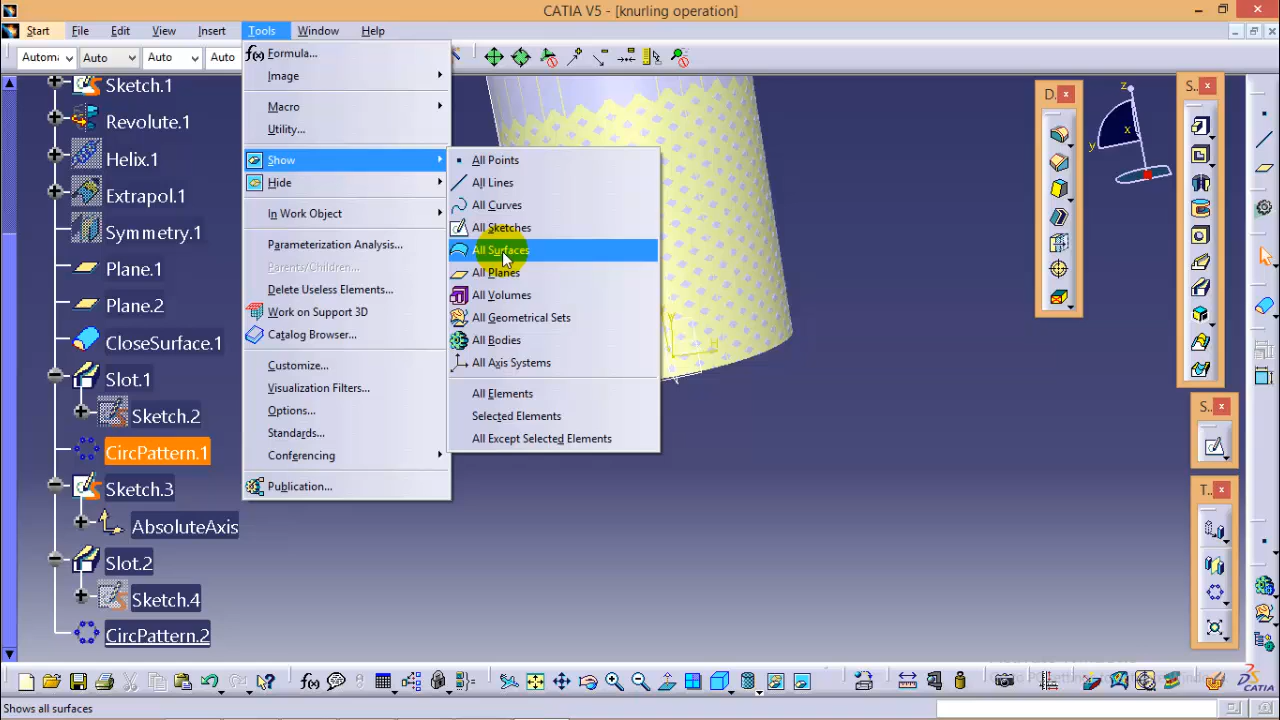 CATIA V5 - [knurling operation]
Start File Edit View Insert Tools Window Help
Automa Auto Auto Auto
Formula...
Image
Macro
Utility...
Show
Hide
In Work Object
Parameterization Analysis...
Parents/Children...
Delete Useless Elements...
Work on Support 3D
Catalog Browser...
Customize...
Visualization Filters...
Options...
Standards...
Conferencing
Publication...
All Points
All Lines
All Curves
All Sketches
All Surfaces
All Planes
All Volumes
All Geometrical Sets
All Bodies
All Axis Systems
All Elements
Selected Elements
All Except Selected Elements
Sketch.1
Revolute.1
Helix.1
Extrapol.1
Symmetry.1
Plane.1
Plane.2
CloseSurface.1
Slot.1
Sketch.2
CircPattern.1
Sketch.3
AbsoluteAxis
Slot.2
Sketch.4
CircPattern.2
H
D.
S..
z
x
y
S...
T..
CATIA
Shows all surfaces